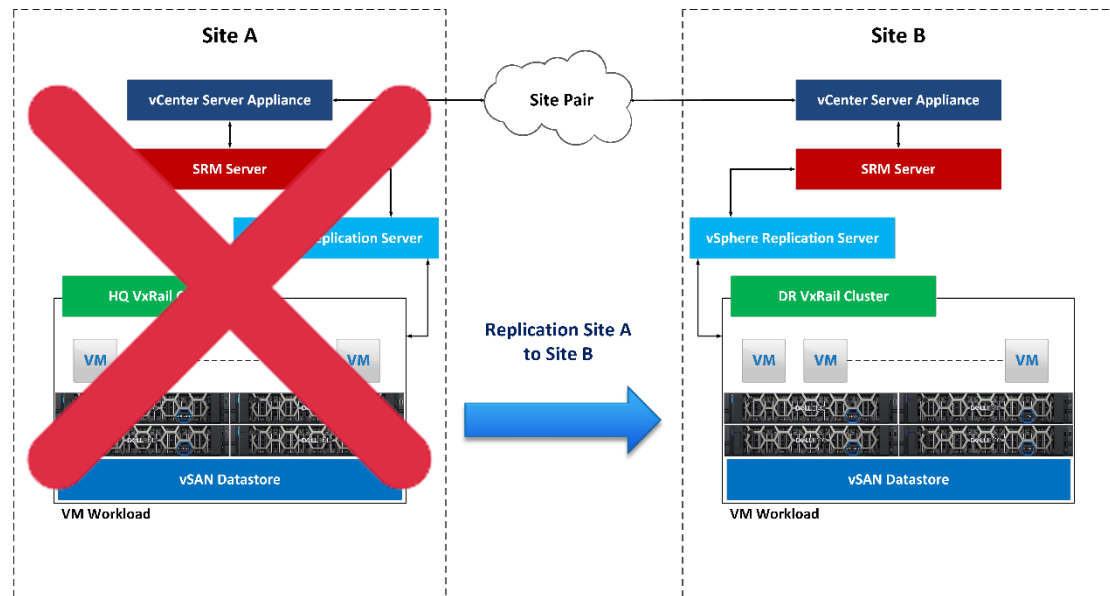 Site A
Site B
vCenter Server Appliance
Site Pair
vCenter Server Appliance
SRM Server
SRM Server
Replication Server
vSphere Replication Server
HQ VxRail
DR VxRail Cluster
Replication Site A
to Site B
VM
VM
VM
VM
VM
vSAN Datastore
vSAN Datastore
VM Workload
VM Workload